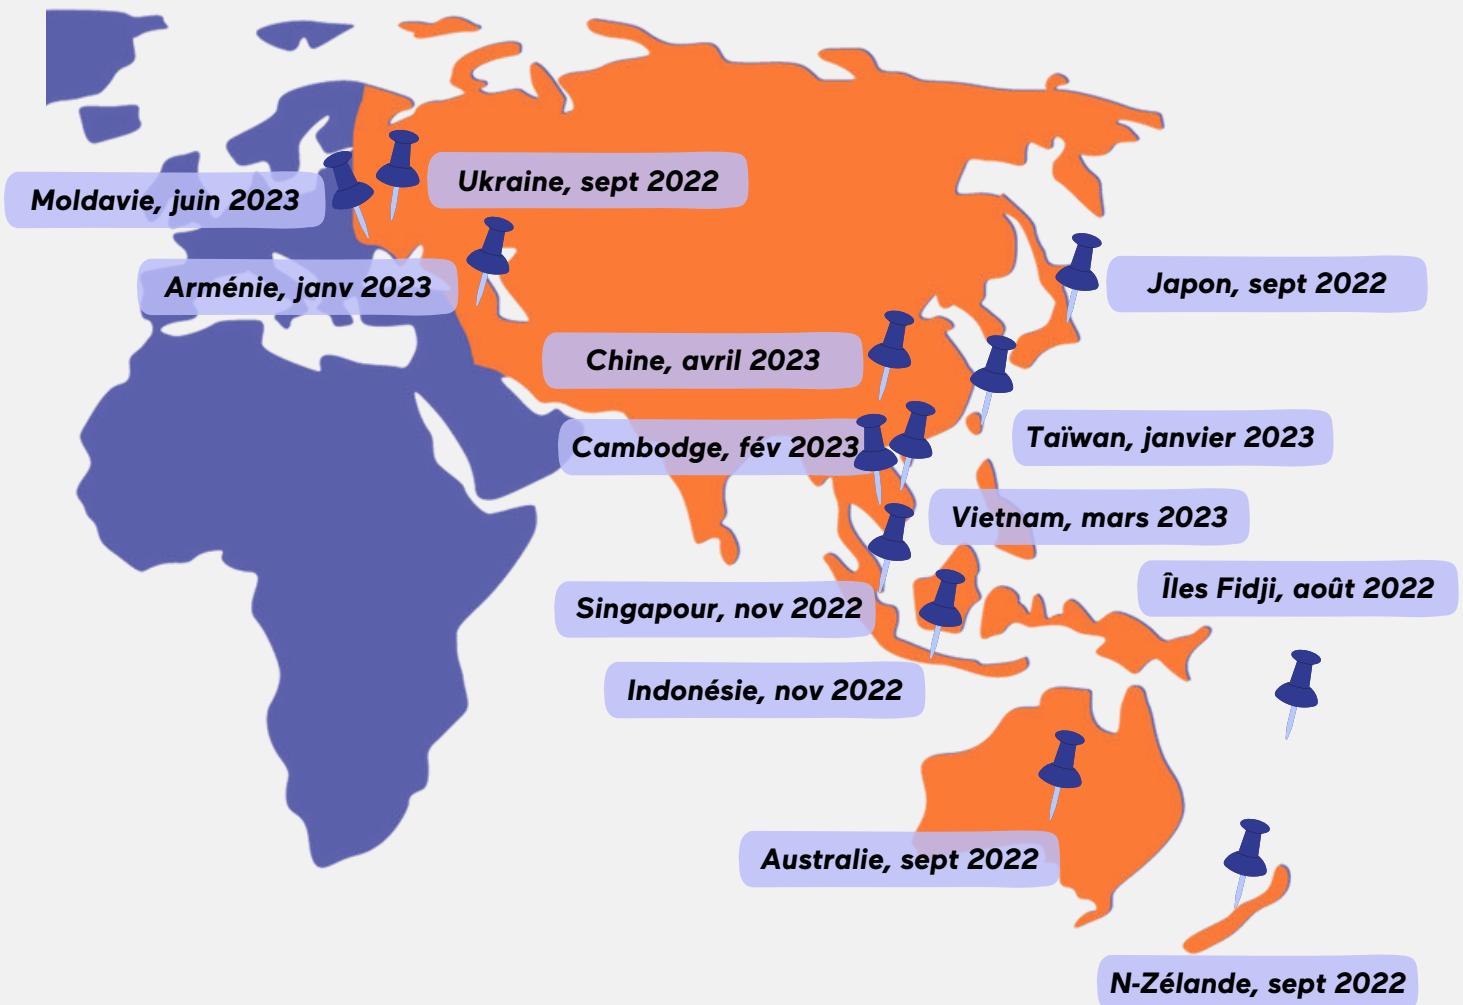 Ukraine, sept 2022
Moldavie, juin 2023
Arménie, janv 2023
Japon, sept 2022
Chine, avril 2023
Taïwan, janvier 2023
Cambodge, fév 2023
Vietnam, mars 2023
Îles Fidji, août 2022
Singapour, nov 2022
Indonésie, nov 2022
Australie, sept 2022
N-Zélande, sept 2022